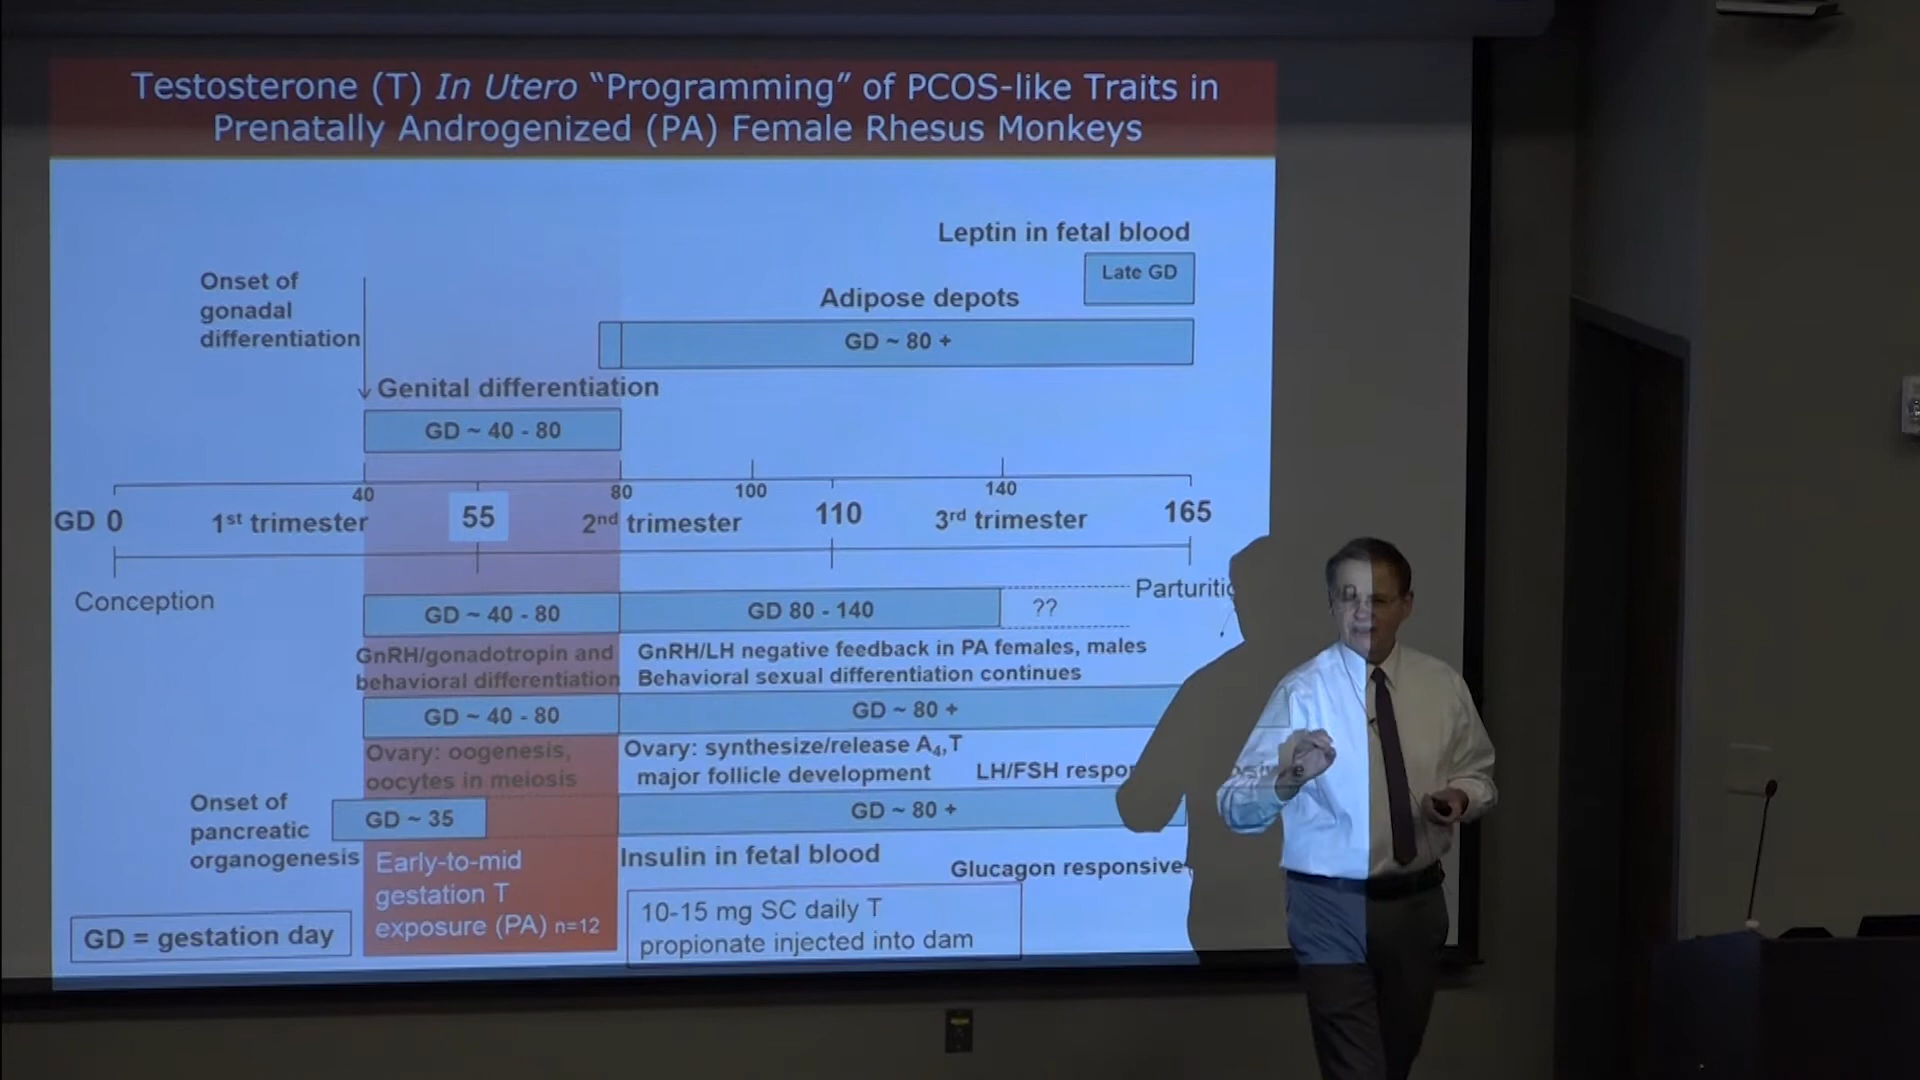 Testosterone (T) In Utero “Programming” of PCOS-like Traits in
Prenatally Androgenized (PA) Female Rhesus Monkeys
Leptin in fetal blood
Late GD
Onset of
gonadal
differentiation
Adipose depots
GD ~ 80 +
Genital differentiation
GD ~ 40 - 80
40
80
100
140
GD 0
1st trimester
55
2nd trimester
110
3rd trimester
165
Conception
Parturitio
GD ~ 40 - 80
GD 80 - 140
??
GnRH/gonadotropin and
behavioral differentiation
GnRH/LH negative feedback in PA females, males
Behavioral sexual differentiation continues
GD ~ 40 - 80
GD ~ 80 +
Ovary: oogenesis,
oocytes in meiosis
Ovary: synthesize/release A4,T
major follicle development
LH/FSH respo
Onset of
pancreatic
organogenesis
GD ~ 35
GD ~ 80 +
Early-to-mid
gestation T
exposure (PA) n=12
Insulin in fetal blood
Glucagon responsive
10-15 mg SC daily T
propionate injected into dam
GD = gestation day